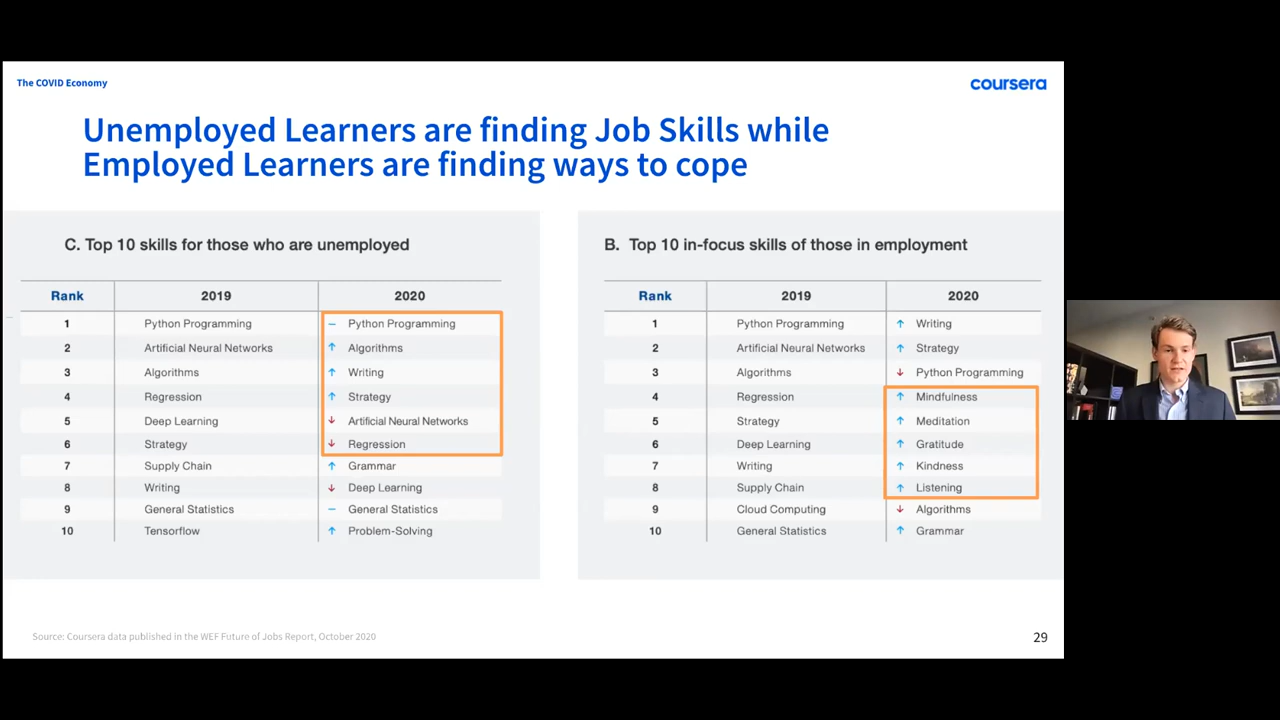 The COVID Economy
coursera
Unemployed Learners are finding Job Skills while
Employed Learners are finding ways to cope
C. Top 10 skills for those who are unemployed
Rank 2019 2020
1 Python Programming – Python Programming
2 Artificial Neural Networks ↑ Algorithms
3 Algorithms ↑ Writing
4 Regression ↑ Strategy
5 Deep Learning ↓ Artificial Neural Networks
6 Strategy ↓ Regression
7 Supply Chain ↑ Grammar
8 Writing ↓ Deep Learning
9 General Statistics – General Statistics
10 Tensorflow ↑ Problem-Solving
B. Top 10 in-focus skills of those in employment
Rank 2019 2020
1 Python Programming ↑ Writing
2 Artificial Neural Networks ↑ Strategy
3 Algorithms ↓ Python Programming
4 Regression ↑ Mindfulness
5 Strategy ↑ Meditation
6 Deep Learning ↑ Gratitude
7 Writing ↑ Kindness
8 Supply Chain ↑ Listening
9 Cloud Computing ↓ Algorithms
10 General Statistics ↑ Grammar
Source: Coursera data published in the WEF Future of Jobs Report, October 2020
29